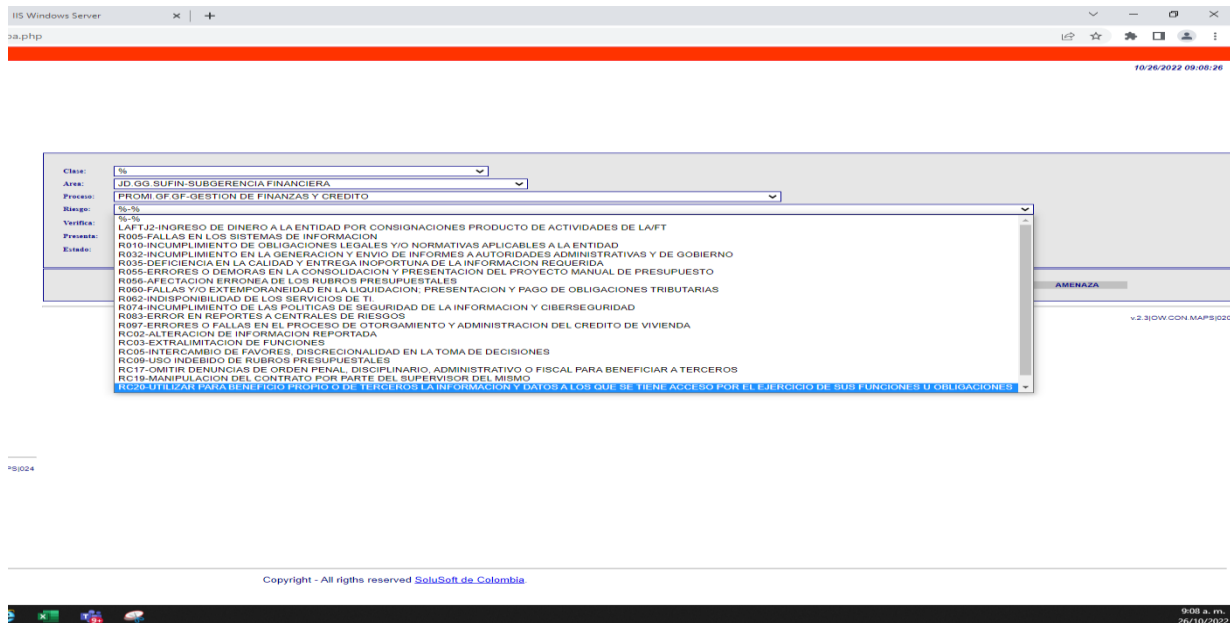 IIS Windows Server
pa.php
10/26/2022 09:08:26
Clase: %
Area: JD.GG.SUFIN-SUBGERENCIA FINANCIERA
Proceso: PROMI.GF.GF-GESTION DE FINANZAS Y CREDITO
Riesgo: %-%
Verifica:
Presenta:
Estado:
%-%
LAFTJ2-INGRESO DE DINERO A LA ENTIDAD POR CONSIGNACIONES PRODUCTO DE ACTIVIDADES DE LA/FT
R005-FALLAS EN LOS SISTEMAS DE INFORMACION
R010-INCUMPLIMIENTO DE OBLIGACIONES LEGALES Y/O NORMATIVAS APLICABLES A LA ENTIDAD
R032-INCUMPLIMIENTO EN LA GENERACION Y ENVIO DE INFORMES A AUTORIDADES ADMINISTRATIVAS Y DE GOBIERNO
R035-DEFICIENCIA EN LA CALIDAD Y ENTREGA INOPORTUNA DE LA INFORMACION REQUERIDA
R055-ERRORES O DEMORAS EN LA CONSOLIDACION Y PRESENTACION DEL PROYECTO MANUAL DE PRESUPUESTO
R056-AFECTACION ERRONEA DE LOS RUBROS PRESUPUESTALES
R060-FALLAS Y/O EXTEMPORANEIDAD EN LA LIQUIDACION; PRESENTACION Y PAGO DE OBLIGACIONES TRIBUTARIAS
R062-INDISPONIBILIDAD DE LOS SERVICIOS DE TI.
R074-INCUMPLIMIENTO DE LAS POLITICAS DE SEGURIDAD DE LA INFORMACION Y CIBERSEGURIDAD
R083-ERROR EN REPORTES A CENTRALES DE RIESGOS
R097-ERRORES O FALLAS EN EL PROCESO DE OTORGAMIENTO Y ADMINISTRACION DEL CREDITO DE VIVIENDA
RC02-ALTERACION DE INFORMACION REPORTADA
RC03-EXTRALIMITACION DE FUNCIONES
RC05-INTERCAMBIO DE FAVORES, DISCRECIONALIDAD EN LA TOMA DE DECISIONES
RC09-USO INDEBIDO DE RUBROS PRESUPUESTALES
RC17-OMITIR DENUNCIAS DE ORDEN PENAL, DISCIPLINARIO, ADMINISTRATIVO O FISCAL PARA BENEFICIAR A TERCEROS
RC19-MANIPULACION DEL CONTRATO POR PARTE DEL SUPERVISOR DEL MISMO
RC20-UTILIZAR PARA BENEFICIO PROPIO O DE TERCEROS LA INFORMACION Y DATOS A LOS QUE SE TIENE ACCESO POR EL EJERCICIO DE SUS FUNCIONES U OBLIGACIONES
AMENAZA
v.2.3|OW.CON.MAPS|020
PS|024
Copyright - All rigths reserved SoluSoft de Colombia.
9+
9:08 a. m.
26/10/2022